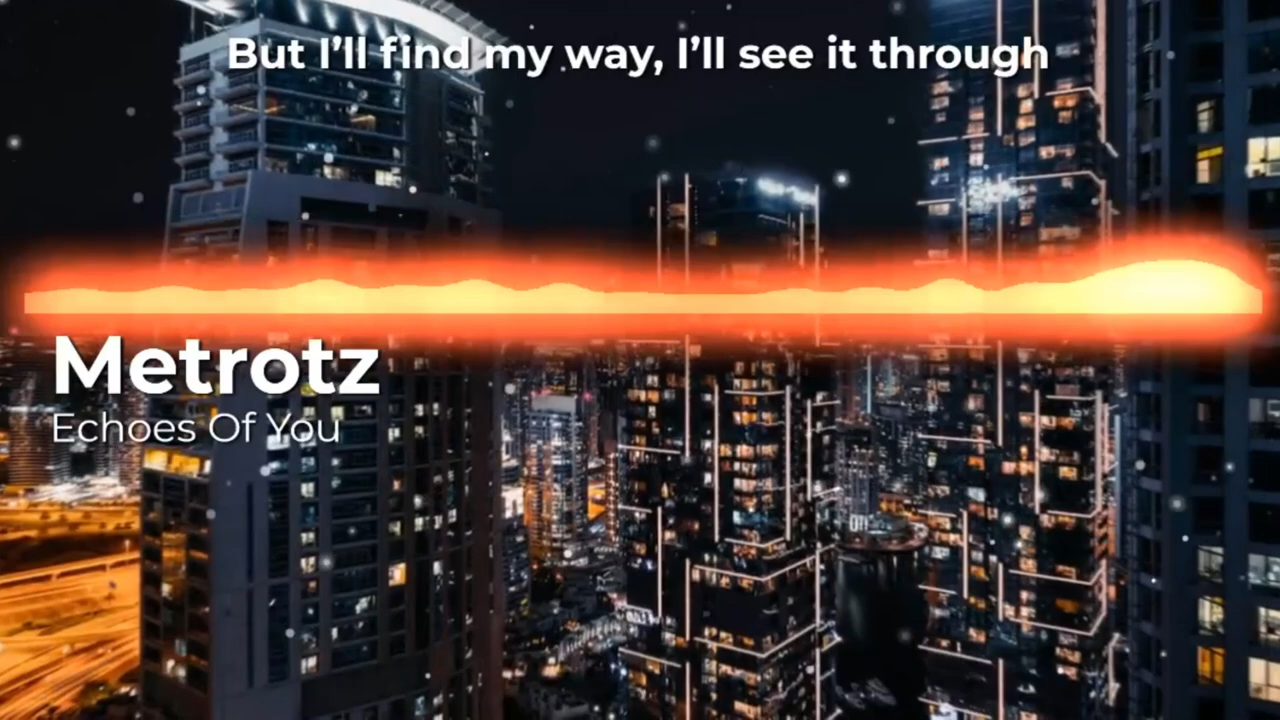 But I’ll find my way, I’ll see it through
Metrotz
Echoes Of You